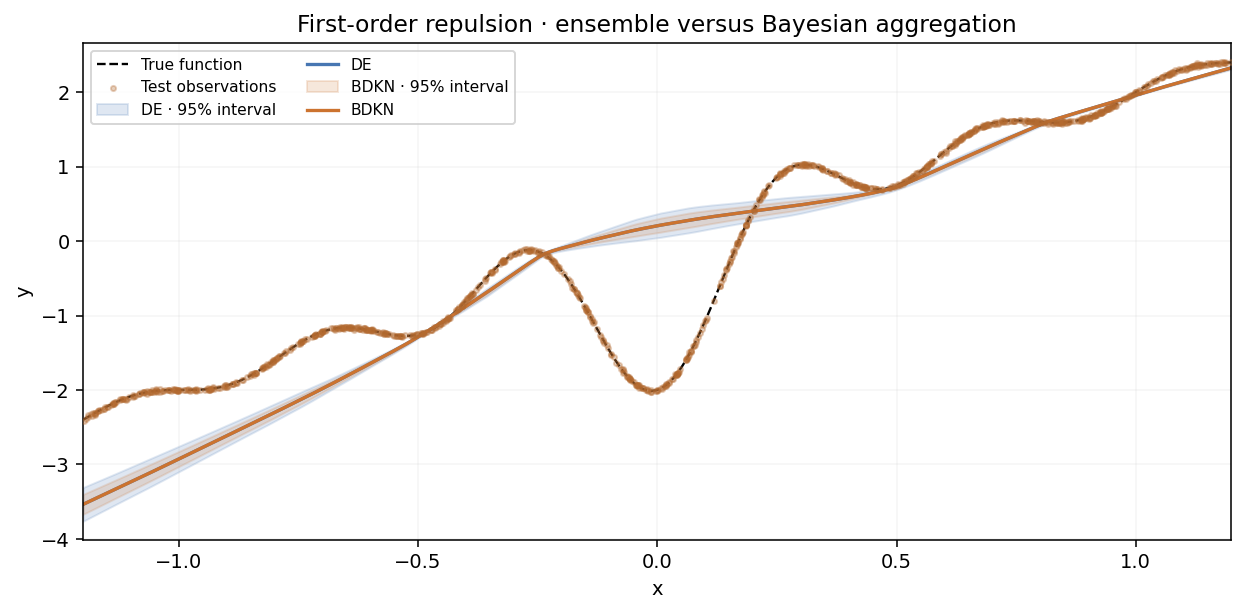 First-order repulsion · ensemble versus Bayesian aggregation
True function
Test observations
DE · 95% interval
DE
BDKN · 95% interval
BDKN
y
2
1
0
−1
−2
−3
−4
−1.0 −0.5 0.0 0.5 1.0
x